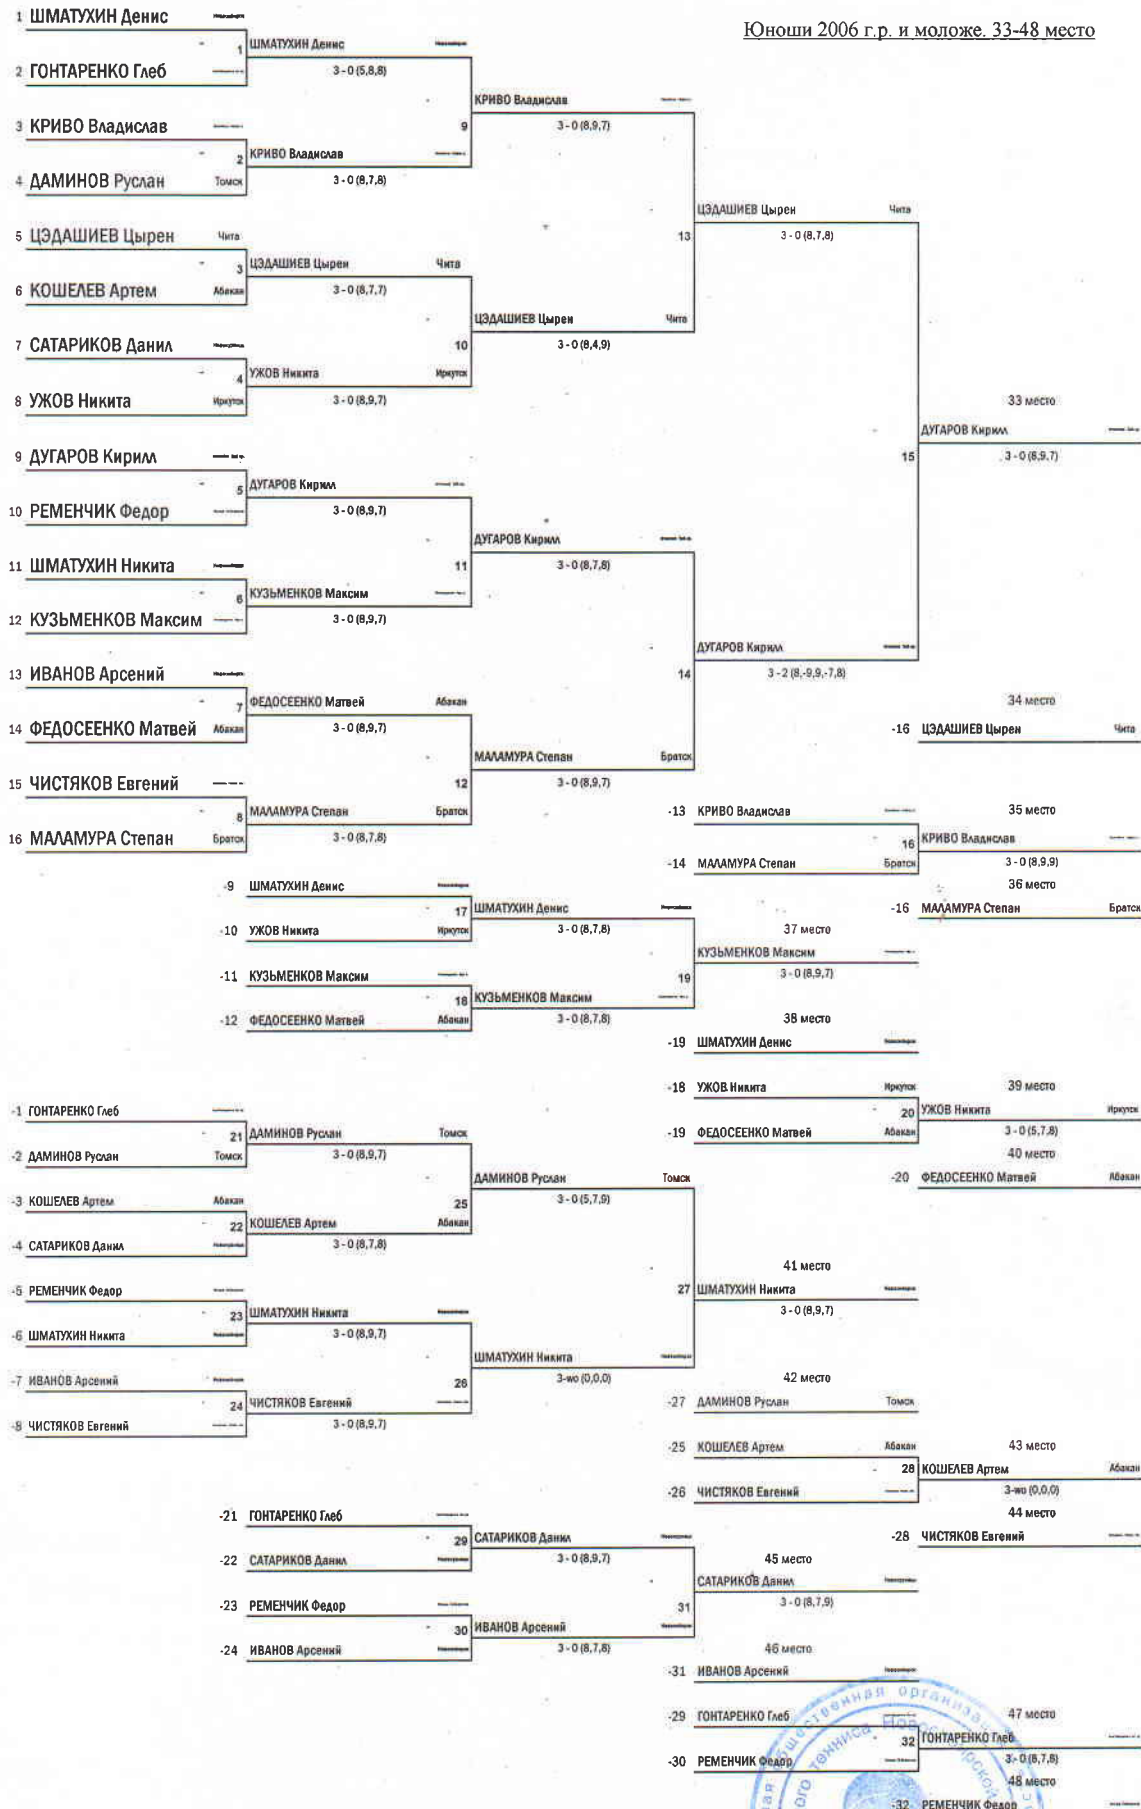 Юноши 2006 г.р. и моложе. 33-48 место
1 ШМАТУХИН Денис
1 ШМАТУХИН Денис
2 ГОНТАРЕНКО Глеб
3 - 0 (5,8,8)
КРИВО Владислав
3 КРИВО Владислав
9
3 - 0 (8,9,7)
2 КРИВО Владислав
4 ДАМИНОВ Руслан Томск
3 - 0 (8,7,8)
ЦЭДАШИЕВ Цырен Чита
5 ЦЭДАШИЕВ Цырен Чита
13
3 - 0 (8,7,8)
3 ЦЭДАШИЕВ Цырен Чита
6 КОШЕЛЕВ Артем Абакан
3 - 0 (8,7,7)
ЦЭДАШИЕВ Цырен Чита
7 САТАРИКОВ Данил
10
3 - 0 (8,4,9)
4 УЖОВ Никита Иркутск
8 УЖОВ Никита Иркутск
3 - 0 (8,9,7)
33 место
ДУГАРОВ Кирилл
9 ДУГАРОВ Кирилл
15
3 - 0 (8,9,7)
5 ДУГАРОВ Кирилл
10 РЕМЕНЧИК Федор
3 - 0 (8,9,7)
ДУГАРОВ Кирилл
11 ШМАТУХИН Никита
11
3 - 0 (8,7,8)
6 КУЗЬМЕНКОВ Максим
12 КУЗЬМЕНКОВ Максим
3 - 0 (8,9,7)
ДУГАРОВ Кирилл
13 ИВАНОВ Арсений
14
3 - 2 (8,-9,9,-7,8)
7 ФЕДОСЕЕНКО Матвей Абакан
34 место
14 ФЕДОСЕЕНКО Матвей Абакан
3 - 0 (8,9,7)
-16 ЦЭДАШИЕВ Цырен Чита
МАЛАМУРА Степан Братск
15 ЧИСТЯКОВ Евгений
12
3 - 0 (8,9,7)
8 МАЛАМУРА Степан Братск
-13 КРИВО Владислав
35 место
16 МАЛАМУРА Степан Братск
3 - 0 (8,7,8)
16 КРИВО Владислав
-14 МАЛАМУРА Степан Братск
3 - 0 (8,9,9)
-9 ШМАТУХИН Денис
36 место
17 ШМАТУХИН Денис
-16 МАЛАМУРА Степан Братск
-10 УЖОВ Никита Иркутск
3 - 0 (8,7,8)
37 место
КУЗЬМЕНКОВ Максим
-11 КУЗЬМЕНКОВ Максим
19
3 - 0 (8,9,7)
18 КУЗЬМЕНКОВ Максим
-12 ФЕДОСЕЕНКО Матвей Абакан
3 - 0 (8,7,8)
38 место
-19 ШМАТУХИН Денис
-18 УЖОВ Никита Иркутск
39 место
-1 ГОНТАРЕНКО Глеб
20 УЖОВ Никита Иркутск
21 ДАМИНОВ Руслан Томск
-19 ФЕДОСЕЕНКО Матвей Абакан
3 - 0 (5,7,8)
-2 ДАМИНОВ Руслан Томск
3 - 0 (8,9,7)
40 место
ДАМИНОВ Руслан Томск
-20 ФЕДОСЕЕНКО Матвей Абакан
-3 КОШЕЛЕВ Артем Абакан
25
3 - 0 (5,7,9)
22 КОШЕЛЕВ Артем Абакан
-4 САТАРИКОВ Данил
3 - 0 (8,7,8)
41 место
-5 РЕМЕНЧИК Федор
27 ШМАТУХИН Никита
23 ШМАТУХИН Никита
3 - 0 (8,9,7)
-6 ШМАТУХИН Никита
3 - 0 (8,9,7)
ШМАТУХИН Никита
-7 ИВАНОВ Арсений
26
3-wo (0,0,0)
42 место
24 ЧИСТЯКОВ Евгений
-27 ДАМИНОВ Руслан Томск
-8 ЧИСТЯКОВ Евгений
3 - 0 (8,9,7)
-25 КОШЕЛЕВ Артем Абакан
43 место
28 КОШЕЛЕВ Артем Абакан
-26 ЧИСТЯКОВ Евгений
3-wo (0,0,0)
-21 ГОНТАРЕНКО Глеб
44 место
29 САТАРИКОВ Данил
-28 ЧИСТЯКОВ Евгений
-22 САТАРИКОВ Данил
3 - 0 (8,9,7)
45 место
САТАРИКОВ Данил
-23 РЕМЕНЧИК Федор
31
3 - 0 (8,7,9)
30 ИВАНОВ Арсений
-24 ИВАНОВ Арсений
3 - 0 (8,7,8)
46 место
-31 ИВАНОВ Арсений
-29 ГОНТАРЕНКО Глеб
47 место
32 ГОНТАРЕНКО Глеб
-30 РЕМЕНЧИК Федор
3 - 0 (8,7,8)
48 место
-32 РЕМЕНЧИК Федор